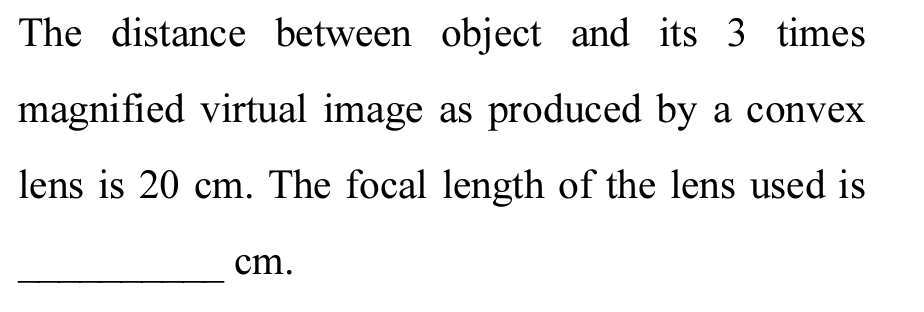 The distance between object and its 3 times
magnified virtual image as produced by a convex
lens is 20 cm. The focal length of the lens used is
__________ cm.